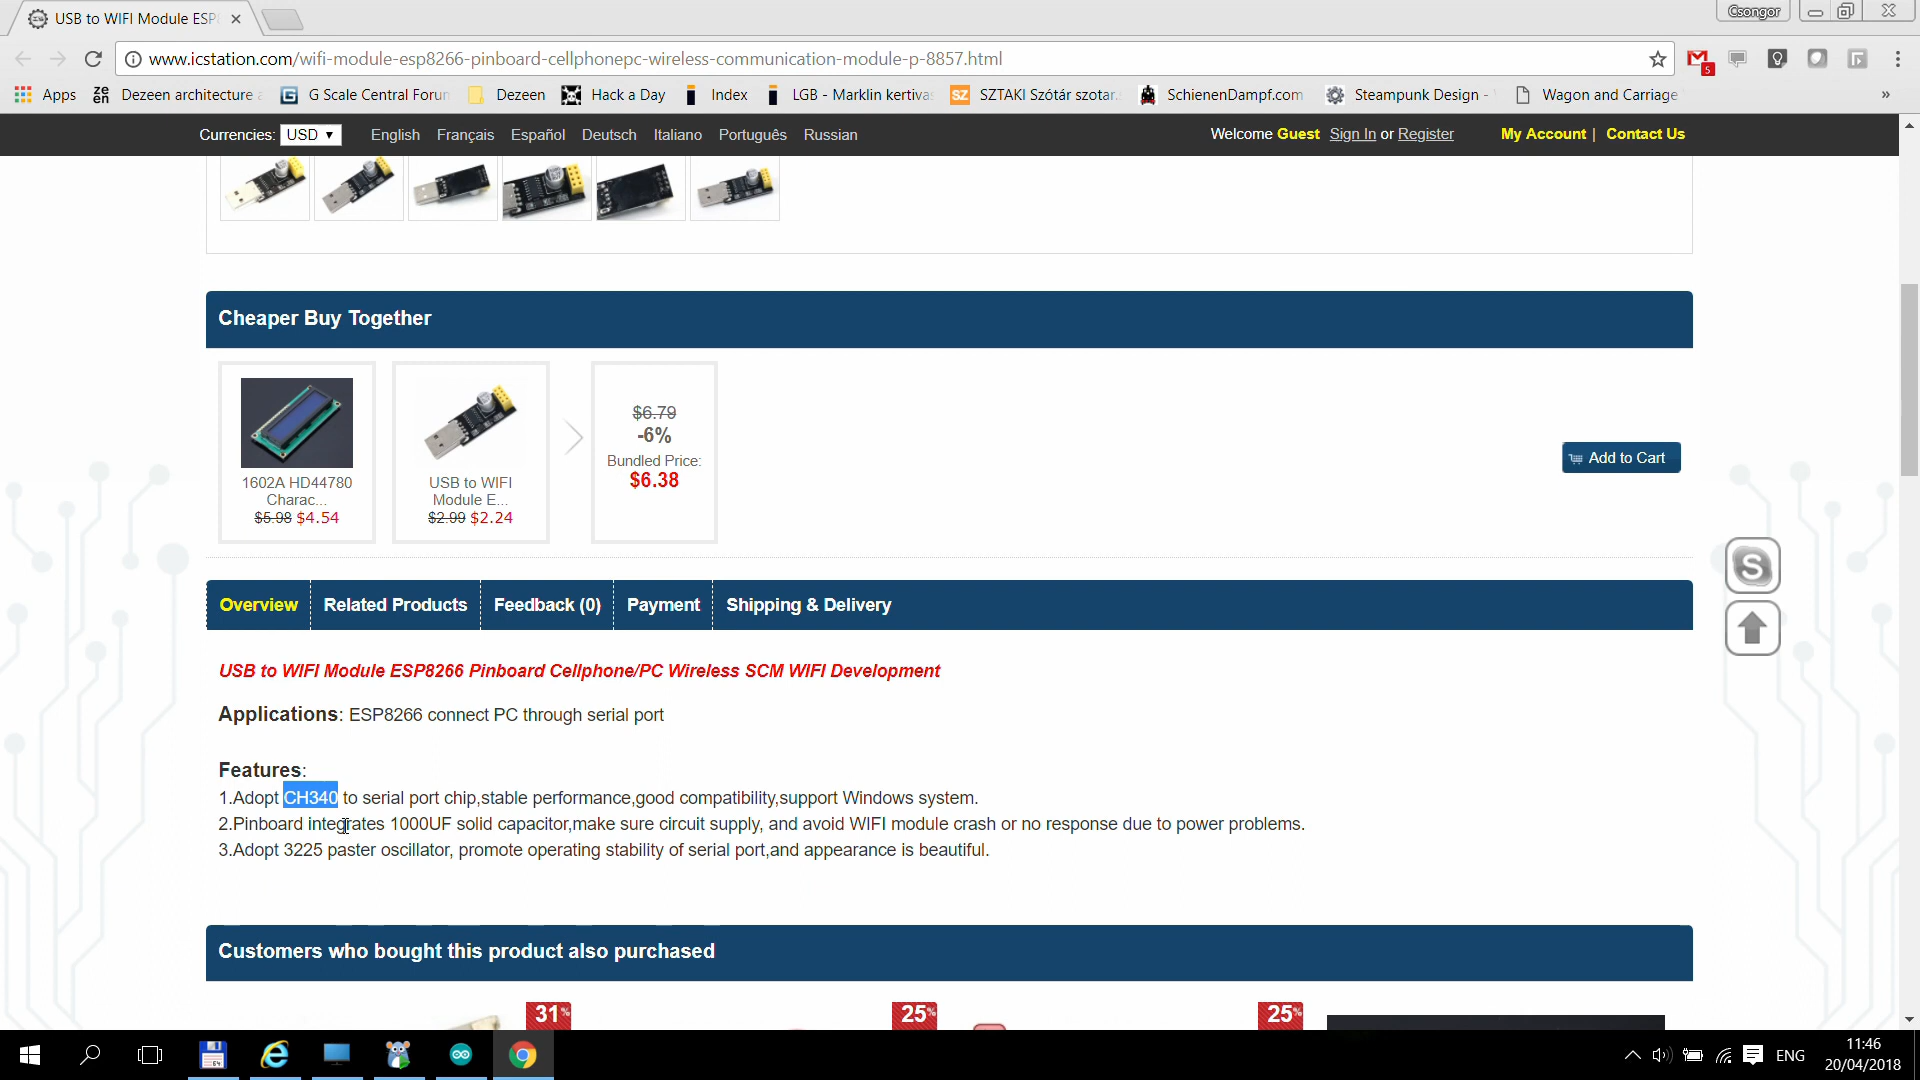 USB to WIFI Module ESP
Csongor
www.icstation.com/wifi-module-esp8266-pinboard-cellphonepc-wireless-communication-module-p-8857.html
5
Apps
Dezeen architecture
G Scale Central Forum
Dezeen
Hack a Day
Index
LGB - Marklin kertiva
SZ SZTAKI Szótár szotar.
SchienenDampf.com
Steampunk Design -
Wagon and Carriage
»
Currencies: USD English Français Español Deutsch Italiano Português Russian
Welcome Guest Sign In or Register My Account | Contact Us
Cheaper Buy Together
1602A HD44780
Charac...
$5.98 $4.54
USB to WIFI
Module E...
$2.99 $2.24
$6.79
-6%
Bundled Price:
$6.38
Add to Cart
Overview Related Products Feedback (0) Payment Shipping & Delivery
USB to WIFI Module ESP8266 Pinboard Cellphone/PC Wireless SCM WIFI Development
Applications: ESP8266 connect PC through serial port
Features:
1.Adopt CH340 to serial port chip,stable performance,good compatibility,support Windows system.
2.Pinboard integrates 1000UF solid capacitor,make sure circuit supply, and avoid WIFI module crash or no response due to power problems.
3.Adopt 3225 paster oscillator, promote operating stability of serial port,and appearance is beautiful.
Customers who bought this product also purchased
31%
25%
25%
64
ENG
11:46
20/04/2018